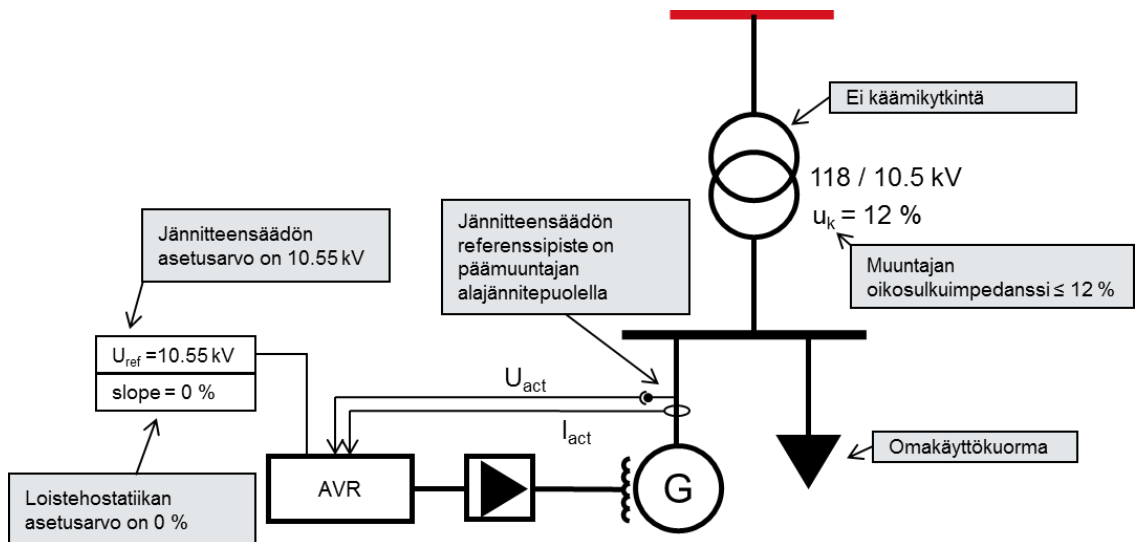 Ei käämikytkintä
118 / 10.5 kV
uk = 12 %
Muuntajan
oikosulkuimpedanssi ≤ 12 %
Jännitteensäädön
referenssipiste on
päämuuntajan
alajännitepuolella
Jännitteensäädön
asetusarvo on 10.55 kV
Uref =10.55 kV
slope = 0 %
Uact
Iact
Loistehostatiikan
asetusarvo on 0 %
AVR
G
Omakäyttökuorma